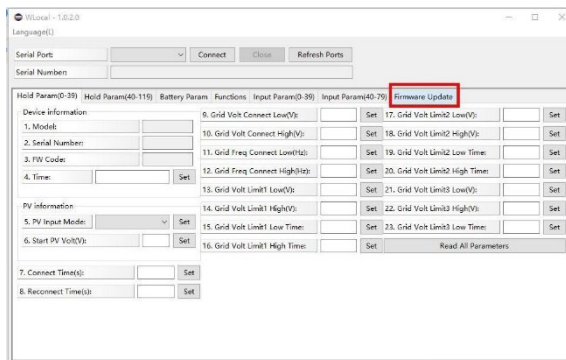 WLocal - 1.0.2.0
Language(L)
Serial Port: Connect Close Refresh Ports
Serial Number:
Hold Param(0-39) Hold Param(40-119) Battery Param Functions Input Param(0-39) Input Param(40-79) Firmware Update
Device information
1. Model:
2. Serial Number:
3. FW Code:
4. Time: Set
PV information
5. PV Input Mode: Set
6. Start PV Volt(V): Set
7. Connect Time(s): Set
8. Reconnect Time(s): Set
9. Grid Volt Connect Low(V): Set
10. Grid Volt Connect High(V): Set
11. Grid Freq Connect Low(Hz): Set
12. Grid Freq Connect High(Hz): Set
13. Grid Volt Limit1 Low(V): Set
14. Grid Volt Limit1 High(V): Set
15. Grid Volt Limit1 Low Time: Set
16. Grid Volt Limit1 High Time: Set
17. Grid Volt Limit2 Low(V): Set
18. Grid Volt Limit2 High(V): Set
19. Grid Volt Limit2 Low Time: Set
20. Grid Volt Limit2 High Time: Set
21. Grid Volt Limit3 Low(V): Set
22. Grid Volt Limit3 High(V): Set
23. Grid Volt Limit3 Low Time: Set
Read All Parameters